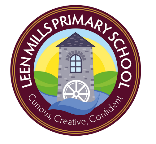 LEEN MILLS PRIMARY SCHOOL
Curious, Creative, Confident